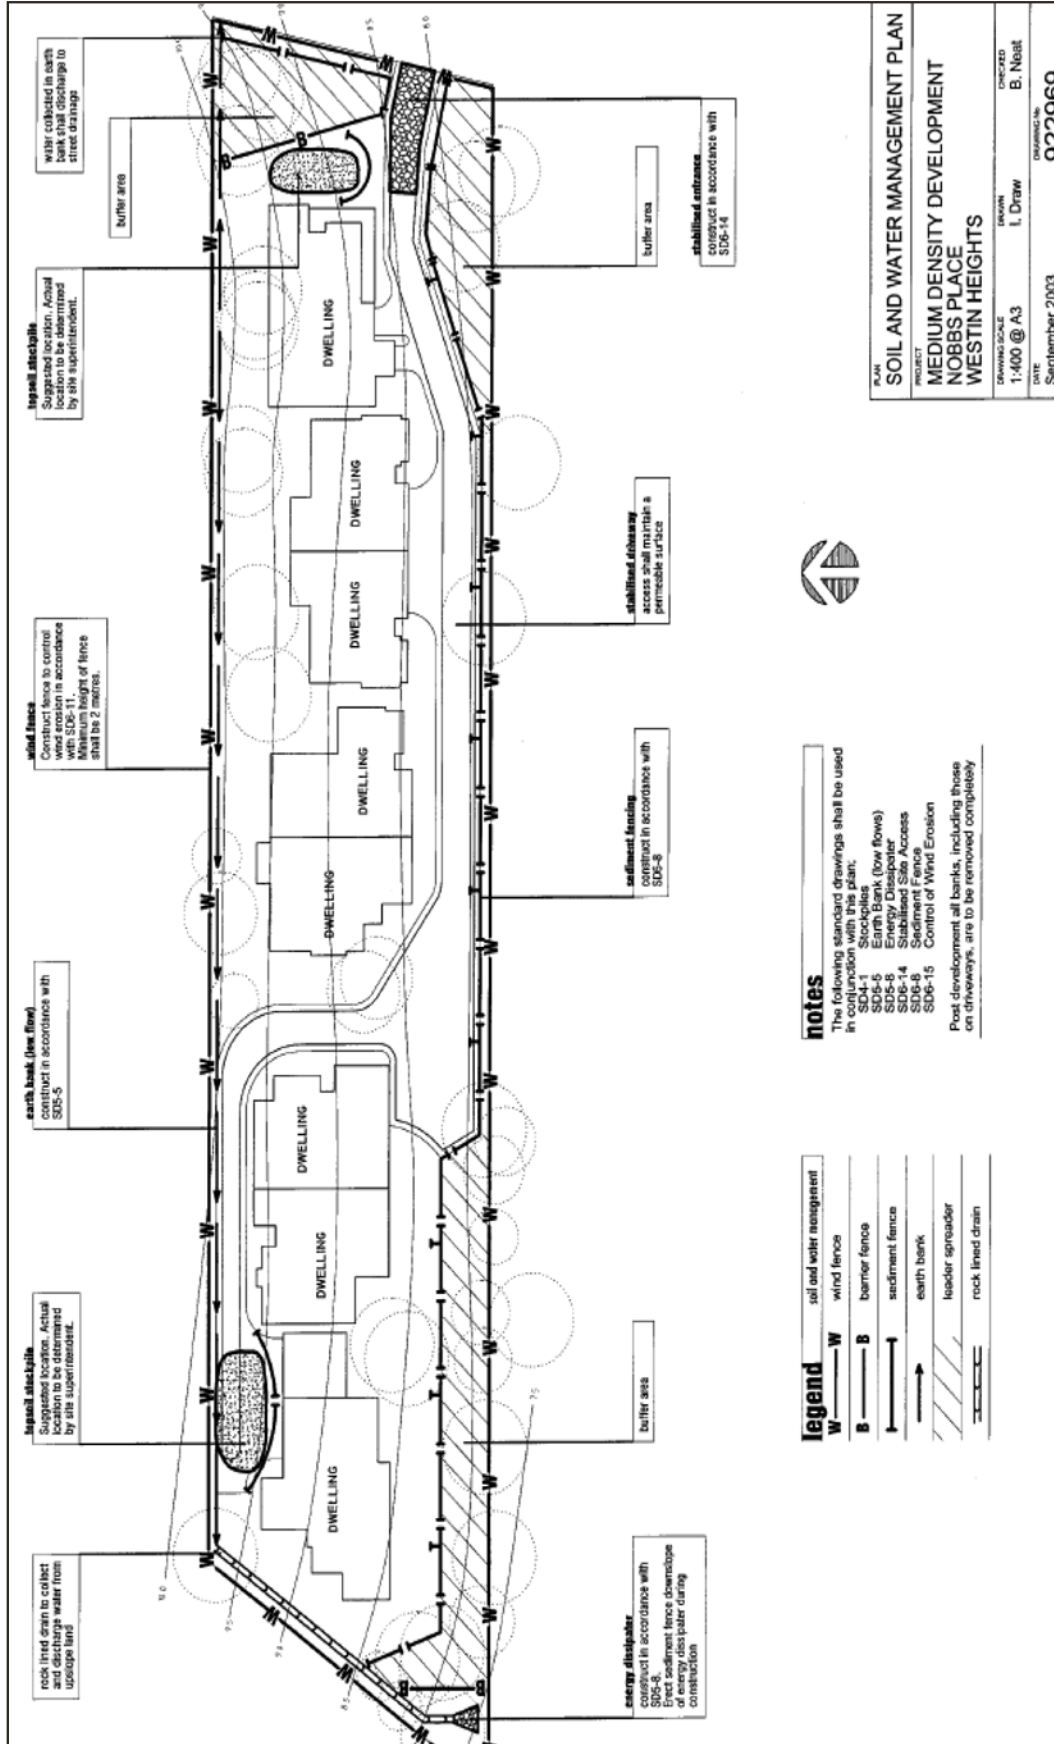 water collected in earth
bank shall discharge to
street drainage
buffer area
topsoil stockpile
Suggested location. Actual
location to be determined
by site superintendent.
wind fence
Construct fence to control
wind erosion in accordance
with SD6-11.
Minimum height of fence
shall be 2 metres.
earth bank (low flow)
construct in accordance with
SD5-5
topsoil stockpile
Suggested location. Actual
location to be determined
by site superintendent.
rock lined drain to collect
and discharge water from
upslope land
DWELLING
DWELLING
DWELLING
DWELLING
DWELLING
DWELLING
DWELLING
DWELLING
buffer area
stabilised entrance
construct in accordance with
SD6-14
stabilised driveway
access shall maintain a
permeable surface
sediment fencing
construct in accordance with
SD6-8
buffer area
energy dissipater
construct in accordance with
SD5-8.
Erect sediment fence downslope
of energy dissipater during
construction
legend
soil and water management
W W wind fence
B B barrier fence
sediment fence
earth bank
leader spreader
rock lined drain
notes
The following standard drawings shall be used
in conjunction with this plan:
SD4-1 Stockpiles
SD5-5 Earth Bank (low flows)
SD5-8 Energy Dissipater
SD6-14 Stabilised Site Access
SD6-8 Sediment Fence
SD6-15 Control of Wind Erosion
Post development all banks, including those
on driveways, are to be removed completely
PLAN
SOIL AND WATER MANAGEMENT PLAN
PROJECT
MEDIUM DENSITY DEVELOPMENT
NOBBS PLACE
WESTIN HEIGHTS
DRAWING SCALE DRAWN CHECKED
1:400 @ A3 I. Draw B. Neat
DATE DRAWING No
September 2003 922969